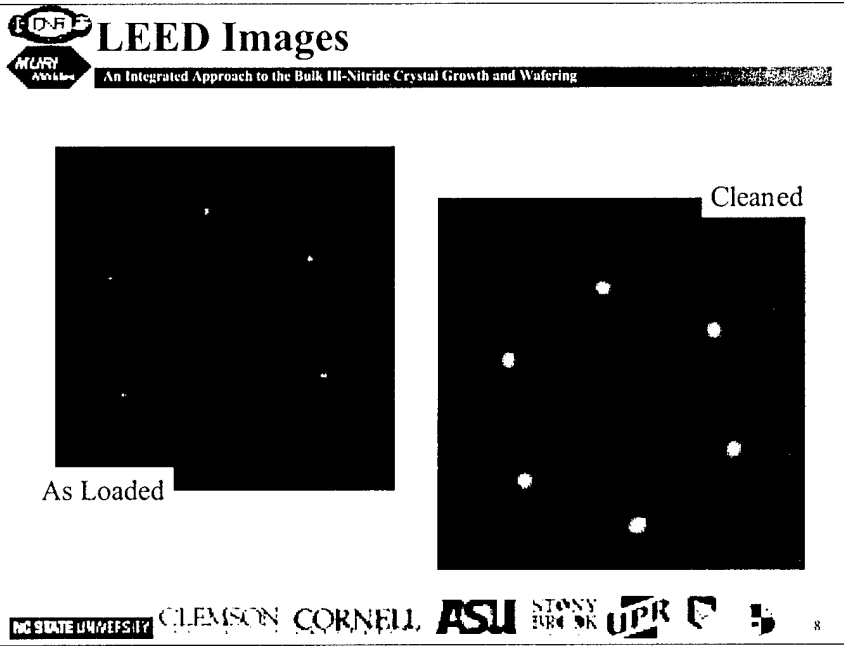 LEED Images
MURI
An Integrated Approach to the Bulk III-Nitride Crystal Growth and Wafering
Cleaned
As Loaded
NC STATE UNIVERSITY CLEMSON CORNELL ASU STONY BROOK UPR
8